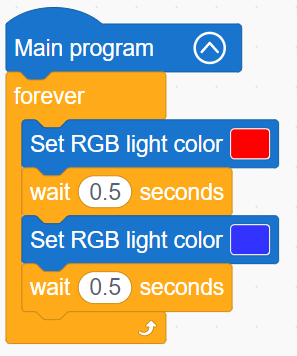 Main program
forever
Set RGB light color
wait 0.5 seconds
Set RGB light color
wait 0.5 seconds